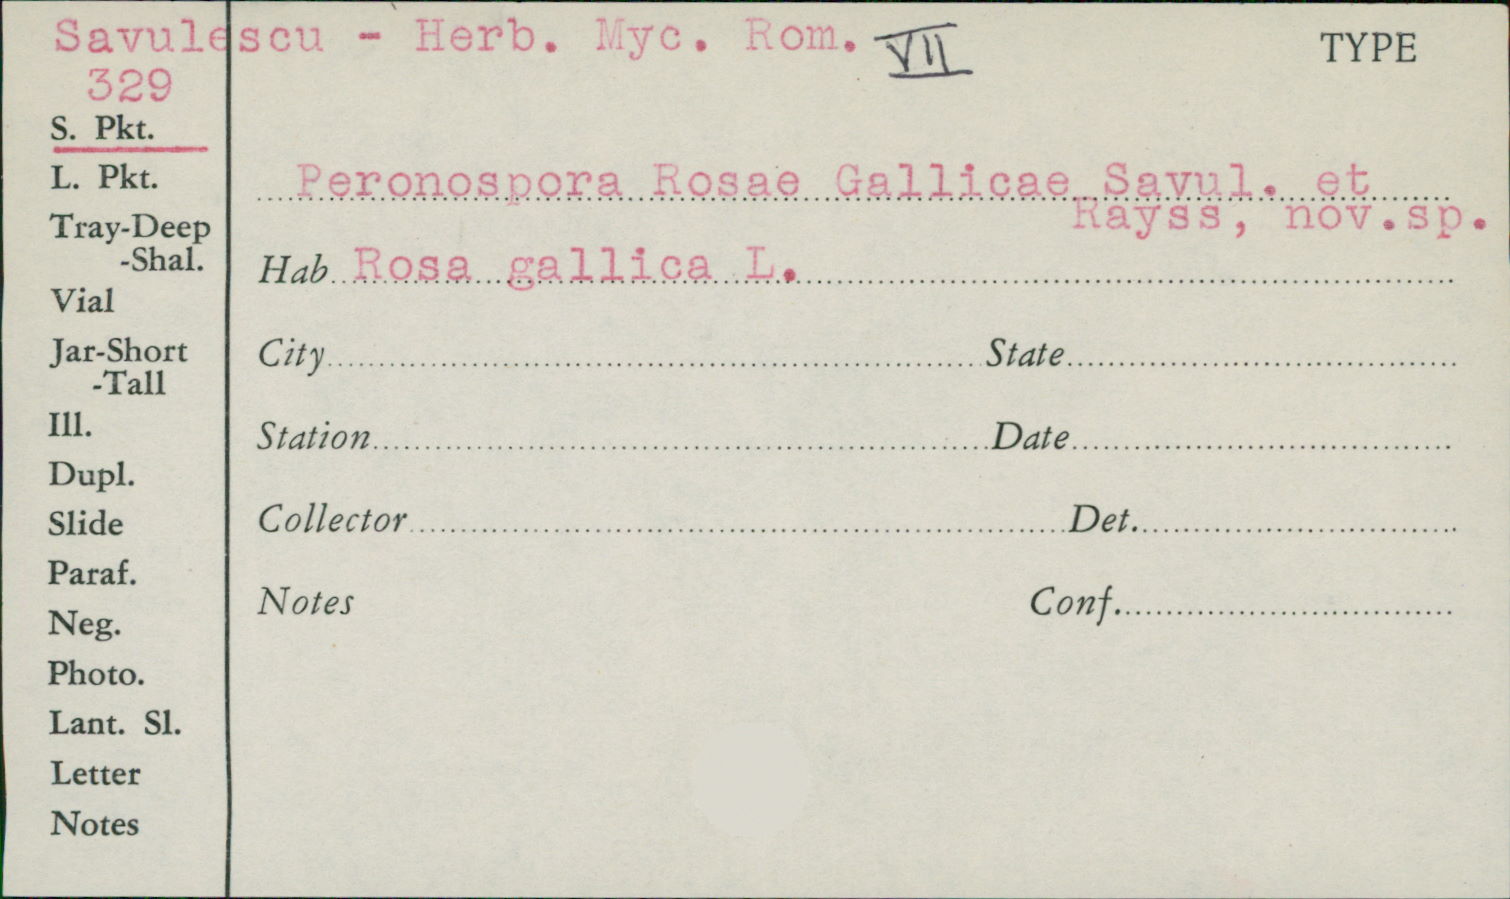 Savulescu - Herb. Myc. Rom. VII TYPE
329
S. Pkt.
L. Pkt.
Tray-Deep
-Shal.
Vial
Jar-Short
-Tall
Ill.
Dupl.
Slide
Paraf.
Neg.
Photo.
Lant. Sl.
Letter
Notes
Peronospora Rosae Gallicae Savul. et
Rayss, nov.sp.
Hab Rosa gallica L.
City State
Station Date
Collector Det.
Notes Conf.